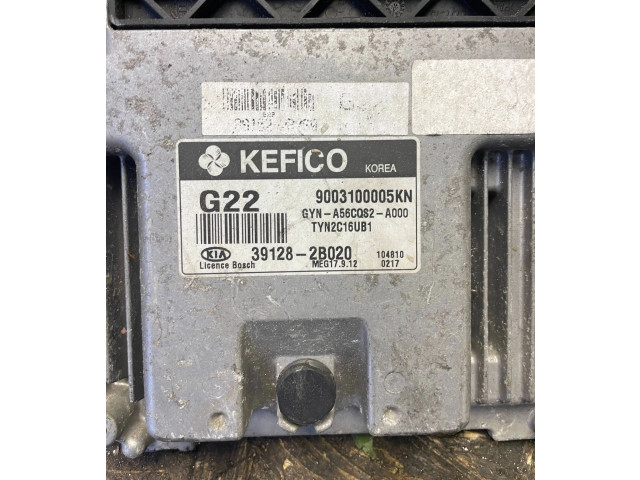 KEFICO KOREA
G22 9003100005KN
GYN-A56CQS2-A000
TYN2C16UB1
KIA 39128-2B020 104810
Licence Bosch MEG17.9.12 0217